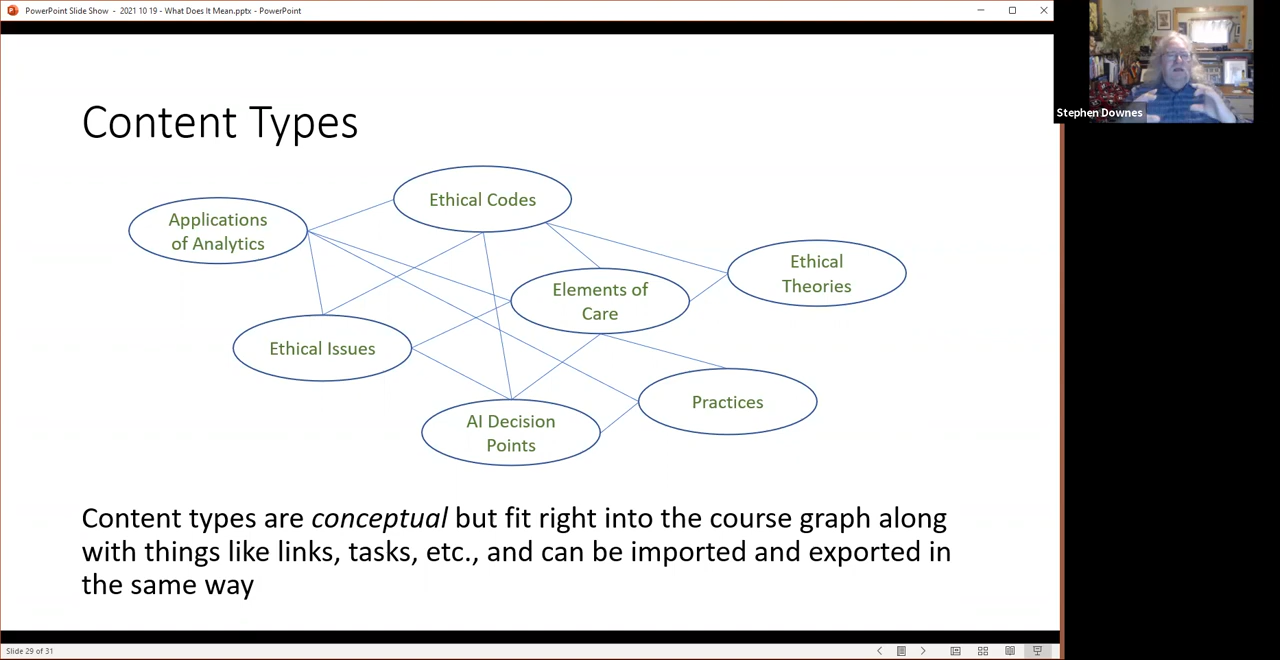 PowerPoint Slide Show - 2021 10 19 - What Does It Mean.pptx - PowerPoint
Stephen Downes
Content Types
Ethical Codes
Applications
of Analytics
Ethical
Theories
Elements of
Care
Ethical Issues
Practices
AI Decision
Points
Content types are conceptual but fit right into the course graph along
with things like links, tasks, etc., and can be imported and exported in
the same way
Slide 29 of 31